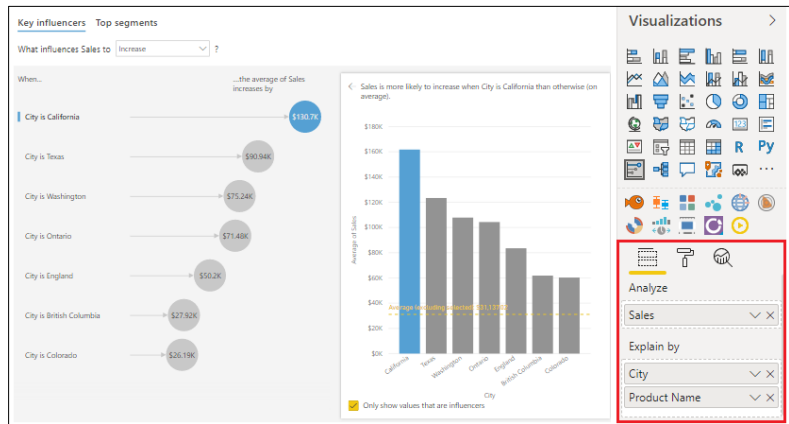 Key influencers Top segments
What influences Sales to Increase ?
When...
...the average of Sales
increases by
City is California
$130.7K
City is Texas
$90.94K
City is Washington
$75.24K
City is Ontario
$71.48K
City is England
$50.2K
City is British Columbia
$27.92K
City is Colorado
$26.19K
Sales is more likely to increase when City is California than otherwise (on
average).
$180K
$160K
$140K
$120K
$100K
$80K
$60K
$40K
$20K
$0K
Average of Sales
Average (excluding selected)
California
Texas
Washington
Ontario
England
British Columbia
Colorado
City
Only show values that are influencers
Visualizations
123
R Py
Analyze
Sales
Explain by
City
Product Name